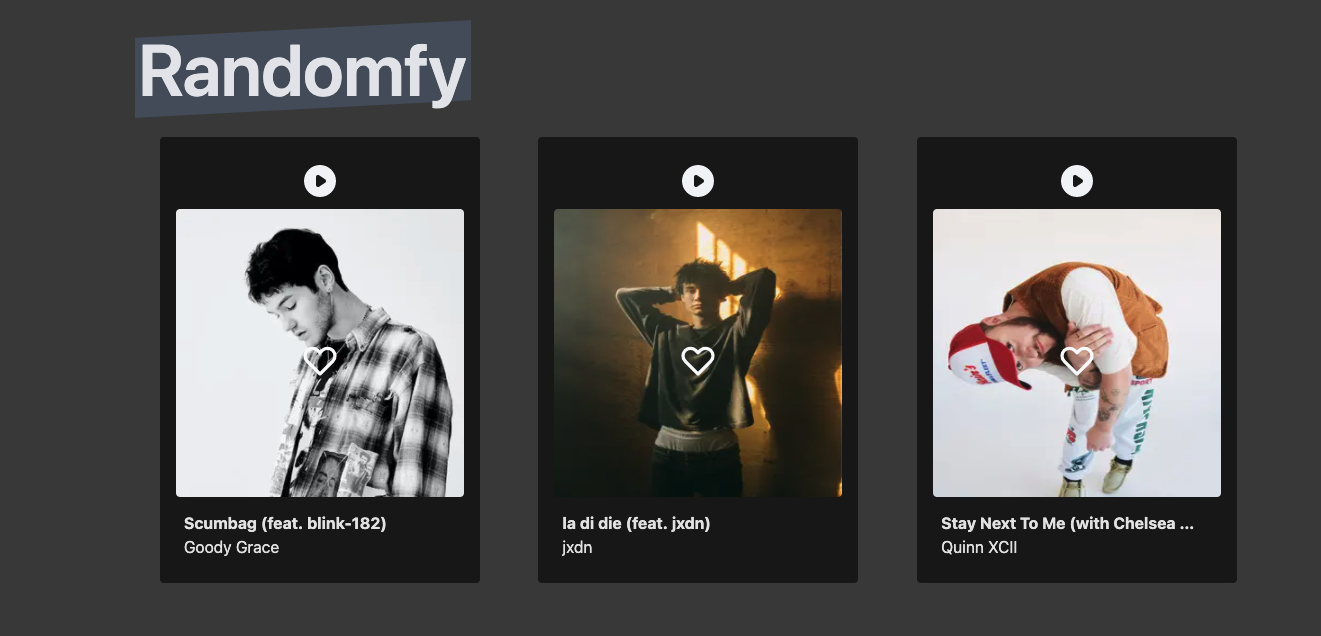 Randomfy
Scumbag (feat. blink-182)
Goody Grace
la di die (feat. jxdn)
jxdn
Stay Next To Me (with Chelsea ...
Quinn XCII